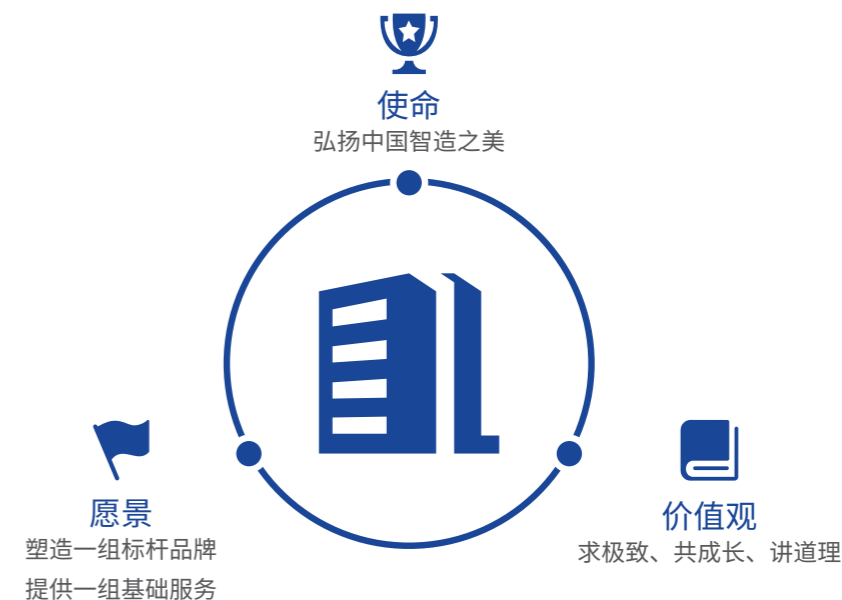 使命
弘扬中国智造之美
愿景
塑造一组标杆品牌
提供一组基础服务
价值观
求极致、共成长、讲道理